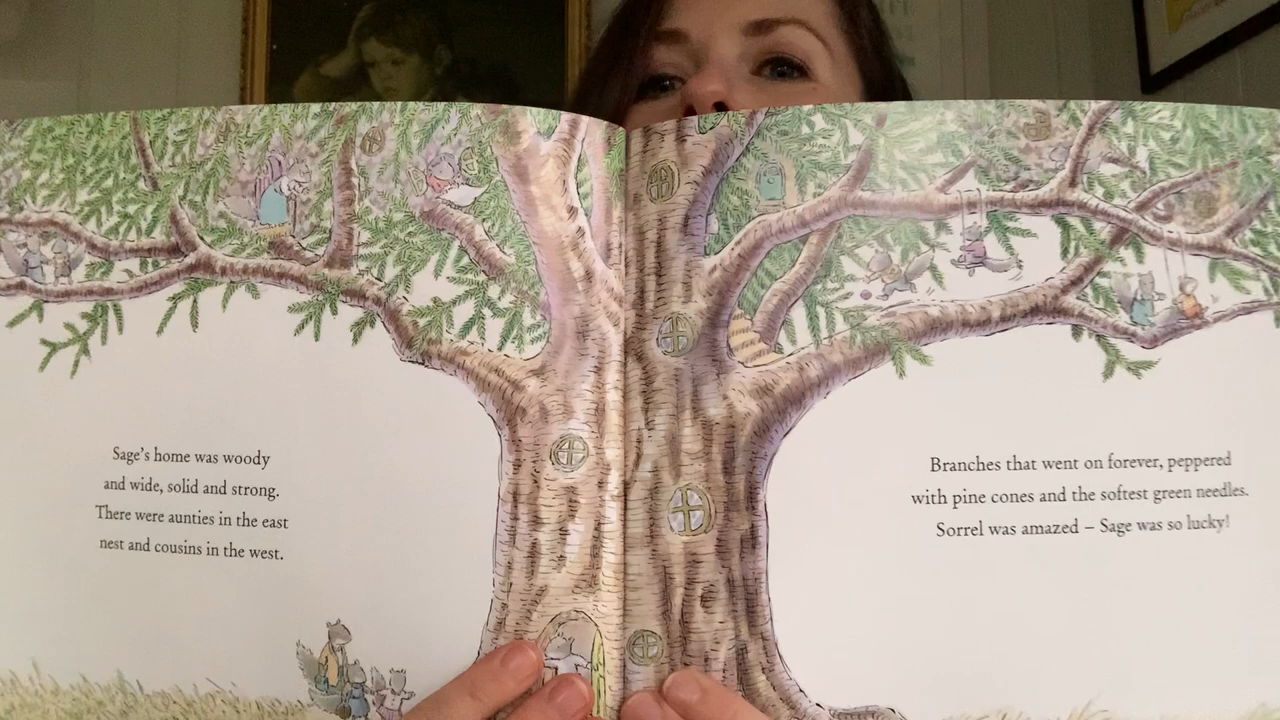 Sage's home was woody
and wide, solid and strong.
There were aunties in the east
nest and cousins in the west.
Branches that went on forever, peppered
with pine cones and the softest green needles.
Sorrel was amazed – Sage was so lucky!